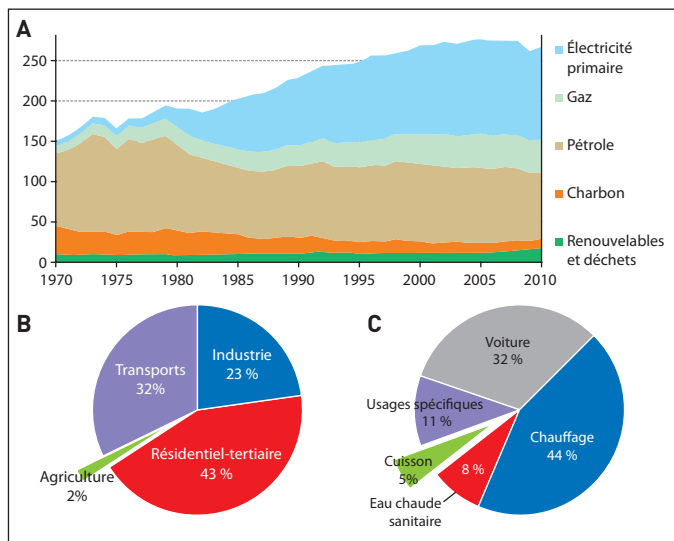 A
250
200
150
100
50
0
1970
1975
1980
1985
1990
1995
2000
2005
2010
Électricité
primaire
Gaz
Pétrole
Charbon
Renouvelables
et déchets
B
Transports
32%
Industrie
23 %
Résidentiel-tertiaire
43 %
Agriculture
2%
C
Voiture
32 %
Usages spécifiques
11 %
Chauffage
44 %
Cuisson
5%
8 %
Eau chaude
sanitaire